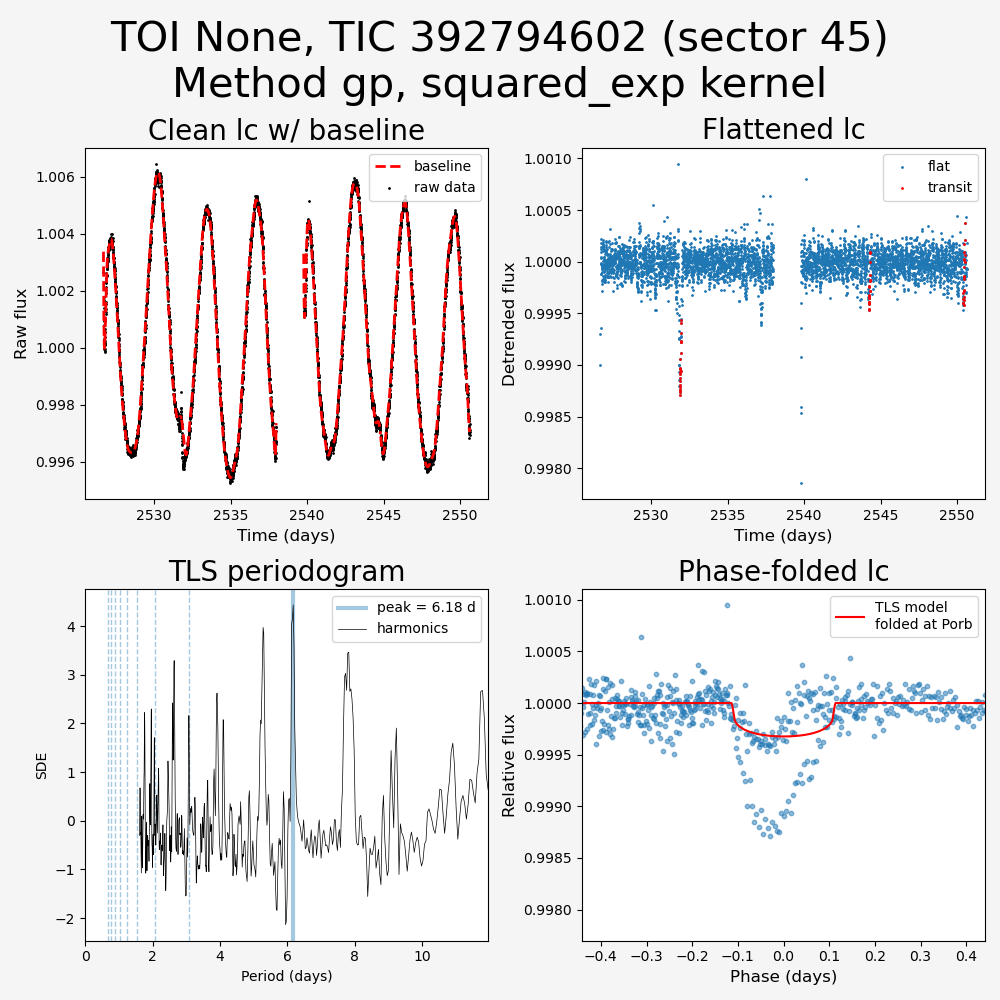 TOI None, TIC 392794602 (sector 45)
Method gp, squared_exp kernel
Clean lc w/ baseline
Raw flux
1.006
1.004
1.002
1.000
0.998
0.996
baseline
raw data
2530
2535
2540
2545
2550
Time (days)
Flattened lc
Detrended flux
1.0010
1.0005
1.0000
0.9995
0.9990
0.9985
0.9980
flat
transit
2530
2535
2540
2545
2550
Time (days)
TLS periodogram
SDE
4
3
2
1
0
−1
−2
peak = 6.18 d
harmonics
0
2
4
6
8
10
Period (days)
Phase-folded lc
Relative flux
1.0010
1.0005
1.0000
0.9995
0.9990
0.9985
0.9980
TLS model
folded at Porb
−0.4
−0.3
−0.2
−0.1
0.0
0.1
0.2
0.3
0.4
Phase (days)